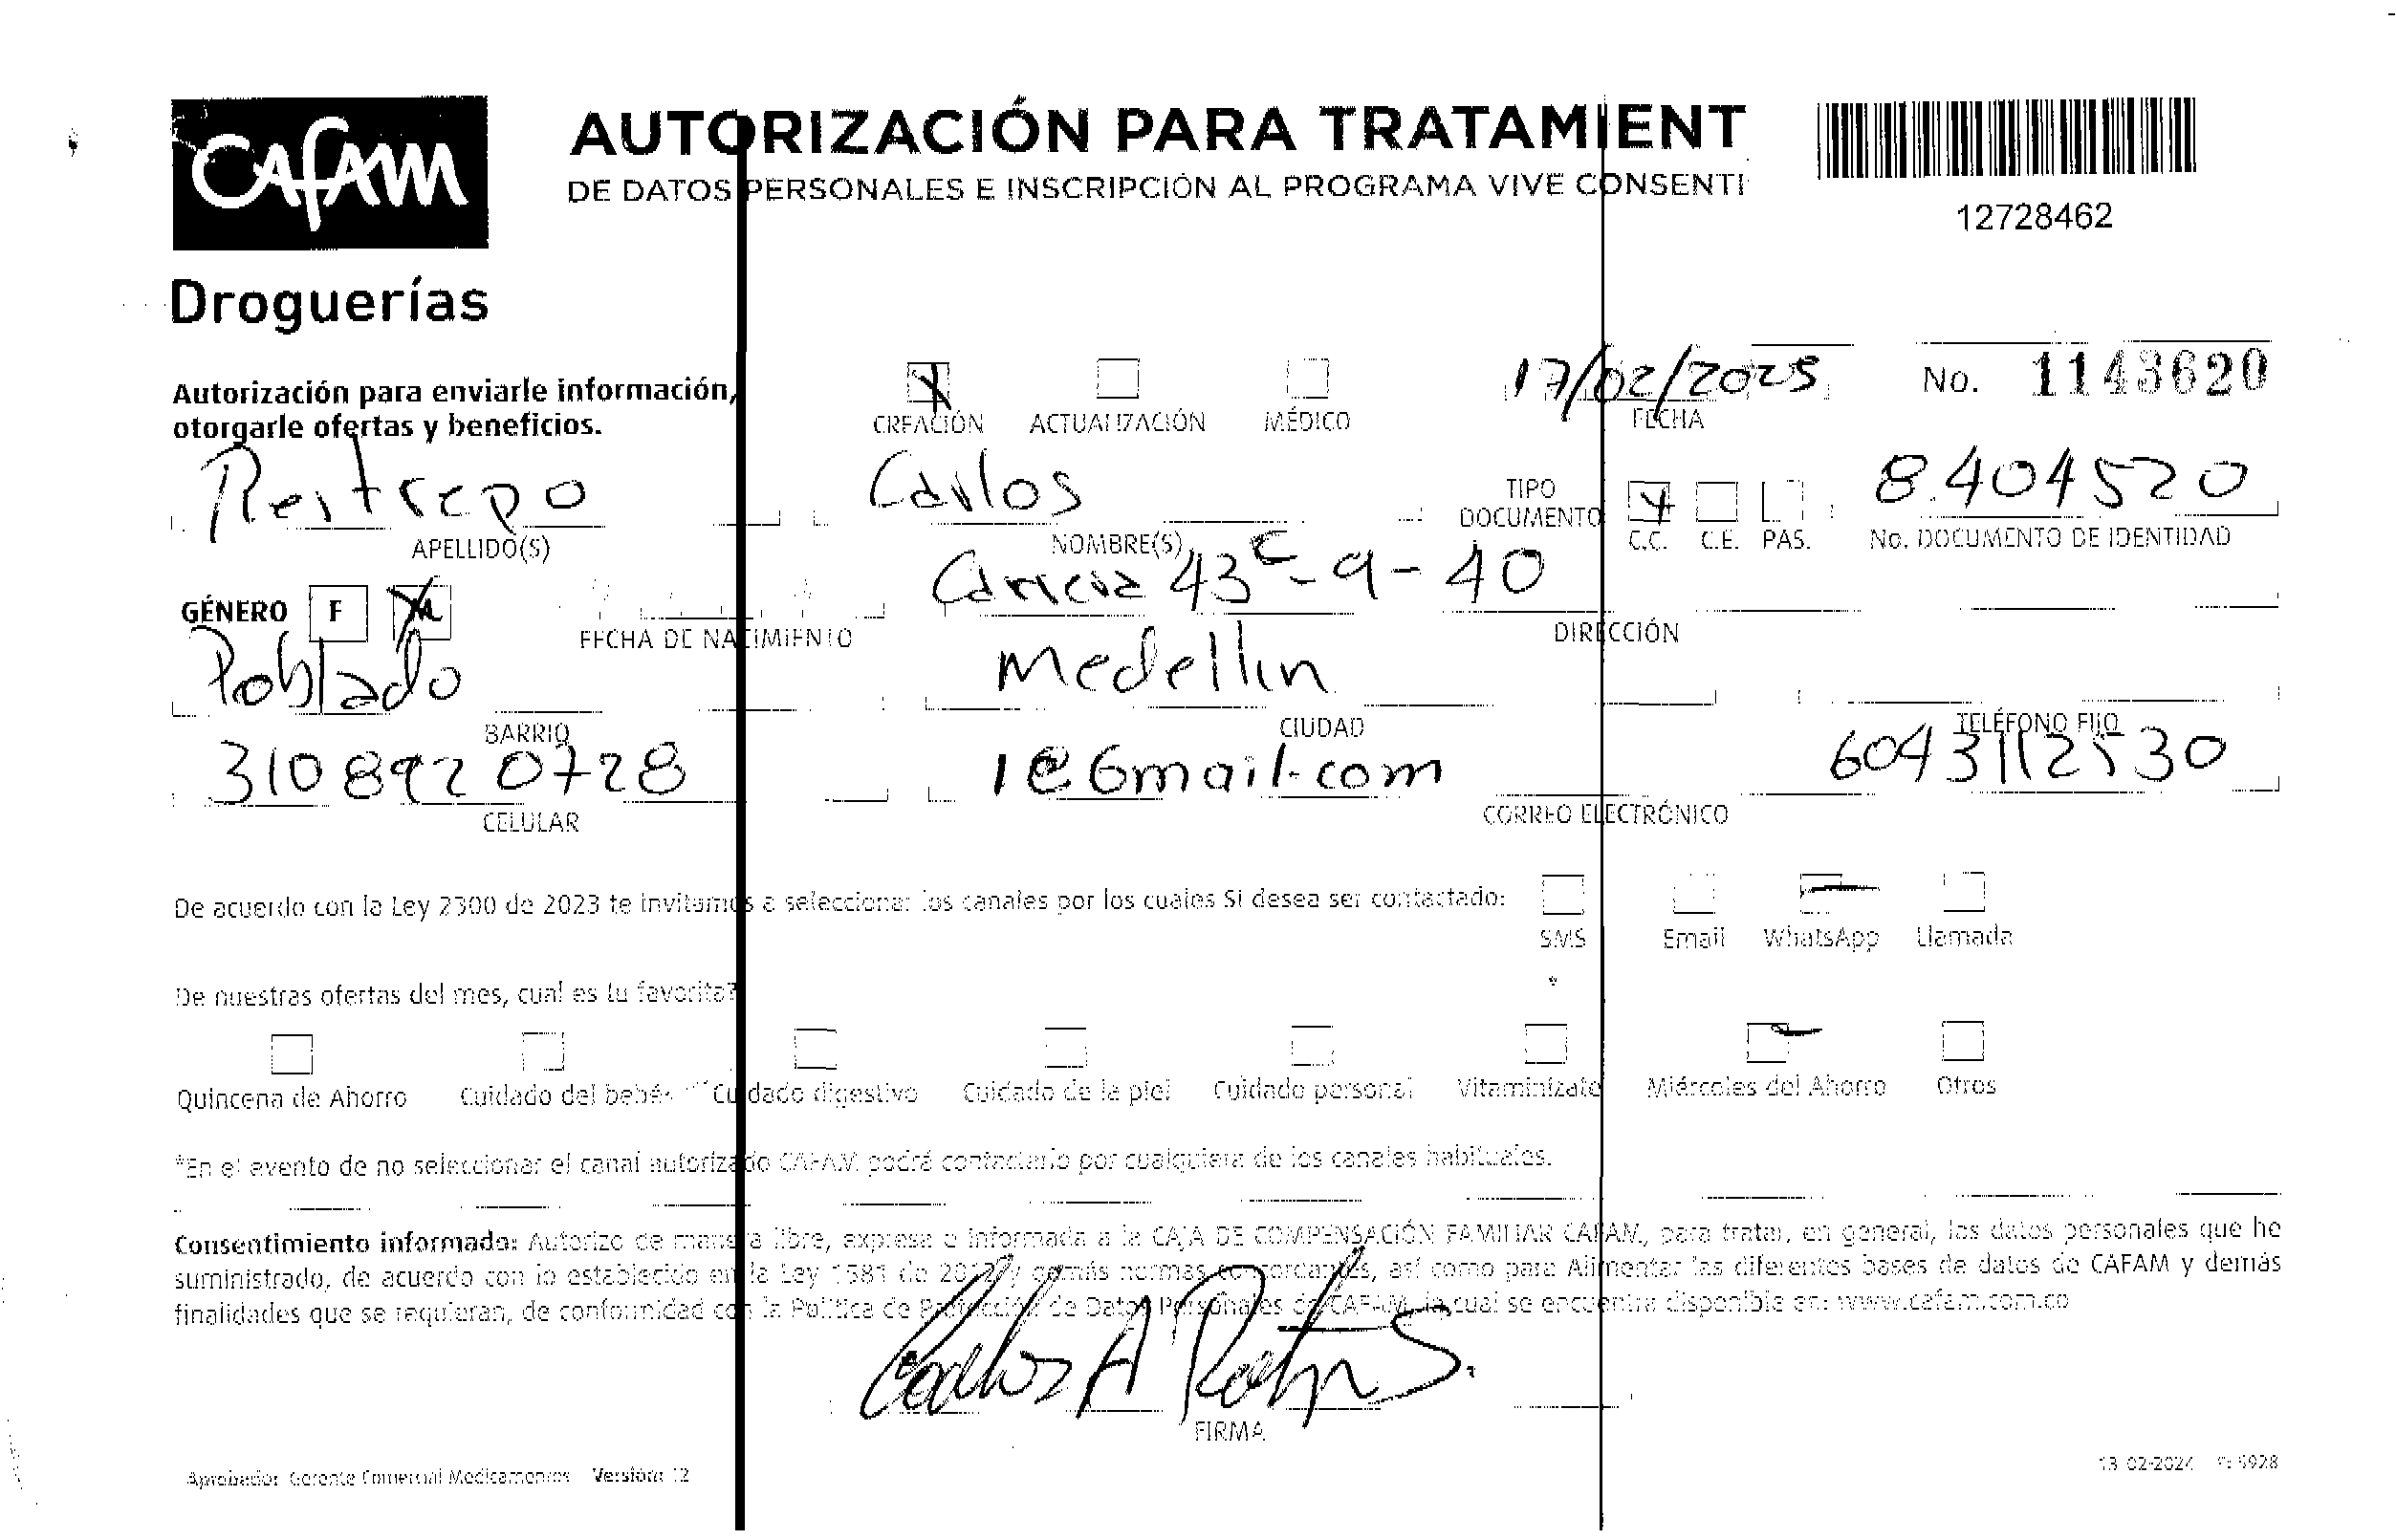 CAFAM
Droguerías
AUTORIZACIÓN PARA TRATAMIENT
DE DATOS PERSONALES E INSCRIPCIÓN AL PROGRAMA VIVE CONSENTI
12728462
Autorización para enviarle información,
otorgarle ofertas y beneficios.
CREACIÓN ACTUALIZACIÓN MÉDICO
17/02/2025
FECHA
No. 1143620
Restrepo Carlos
TIPO
DOCUMENTO
C.C. C.E. PAS.
8.404520
APELLIDO(S) NOMBRE(S) No. DOCUMENTO DE IDENTIDAD
GÉNERO F M
FECHA DE NACIMIENTO
Carrera 43C-9-40
DIRECCIÓN
Poblado Medellin
BARRIO CIUDAD TELÉFONO FIJO
3108920728 1@Gmail.com 6043112530
CELULAR CORREO ELECTRÓNICO
De acuerdo con la Ley 2300 de 2023 te invitamos a seleccionar los canales por los cuales SI desea ser contactado:
SMS Email WhatsApp Llamada
De nuestras ofertas del mes, cual es tu favorita?
Quincena de Ahorro Cuidado del bebé Cuidado digestivo Cuidado de la piel Cuidado personal Vitaminízate Miércoles del Ahorro Otros
*En el evento de no seleccionar el canal autorizado CAFAM podrá contactarlo por cualquiera de los canales habituales.
Consentimiento informado: Autorizo de manera libre, expresa e informada a la CAJA DE COMPENSACIÓN FAMILIAR CAFAM, para tratar, en general, los datos personales que he
suministrado, de acuerdo con lo establecido en la Ley 1581 de 2012 y demás normas concordantes, así como para Alimentar las diferentes bases de datos de CAFAM y demás
finalidades que se requieran, de conformidad con la Política de Protección de Datos Personales de CAFAM, la cual se encuentra disponible en: www.cafam.com.co
Carlos A Restrepo S.
FIRMA
Aprobador Gerente Comercial Medicamentos Versión: 12
13-02-2024